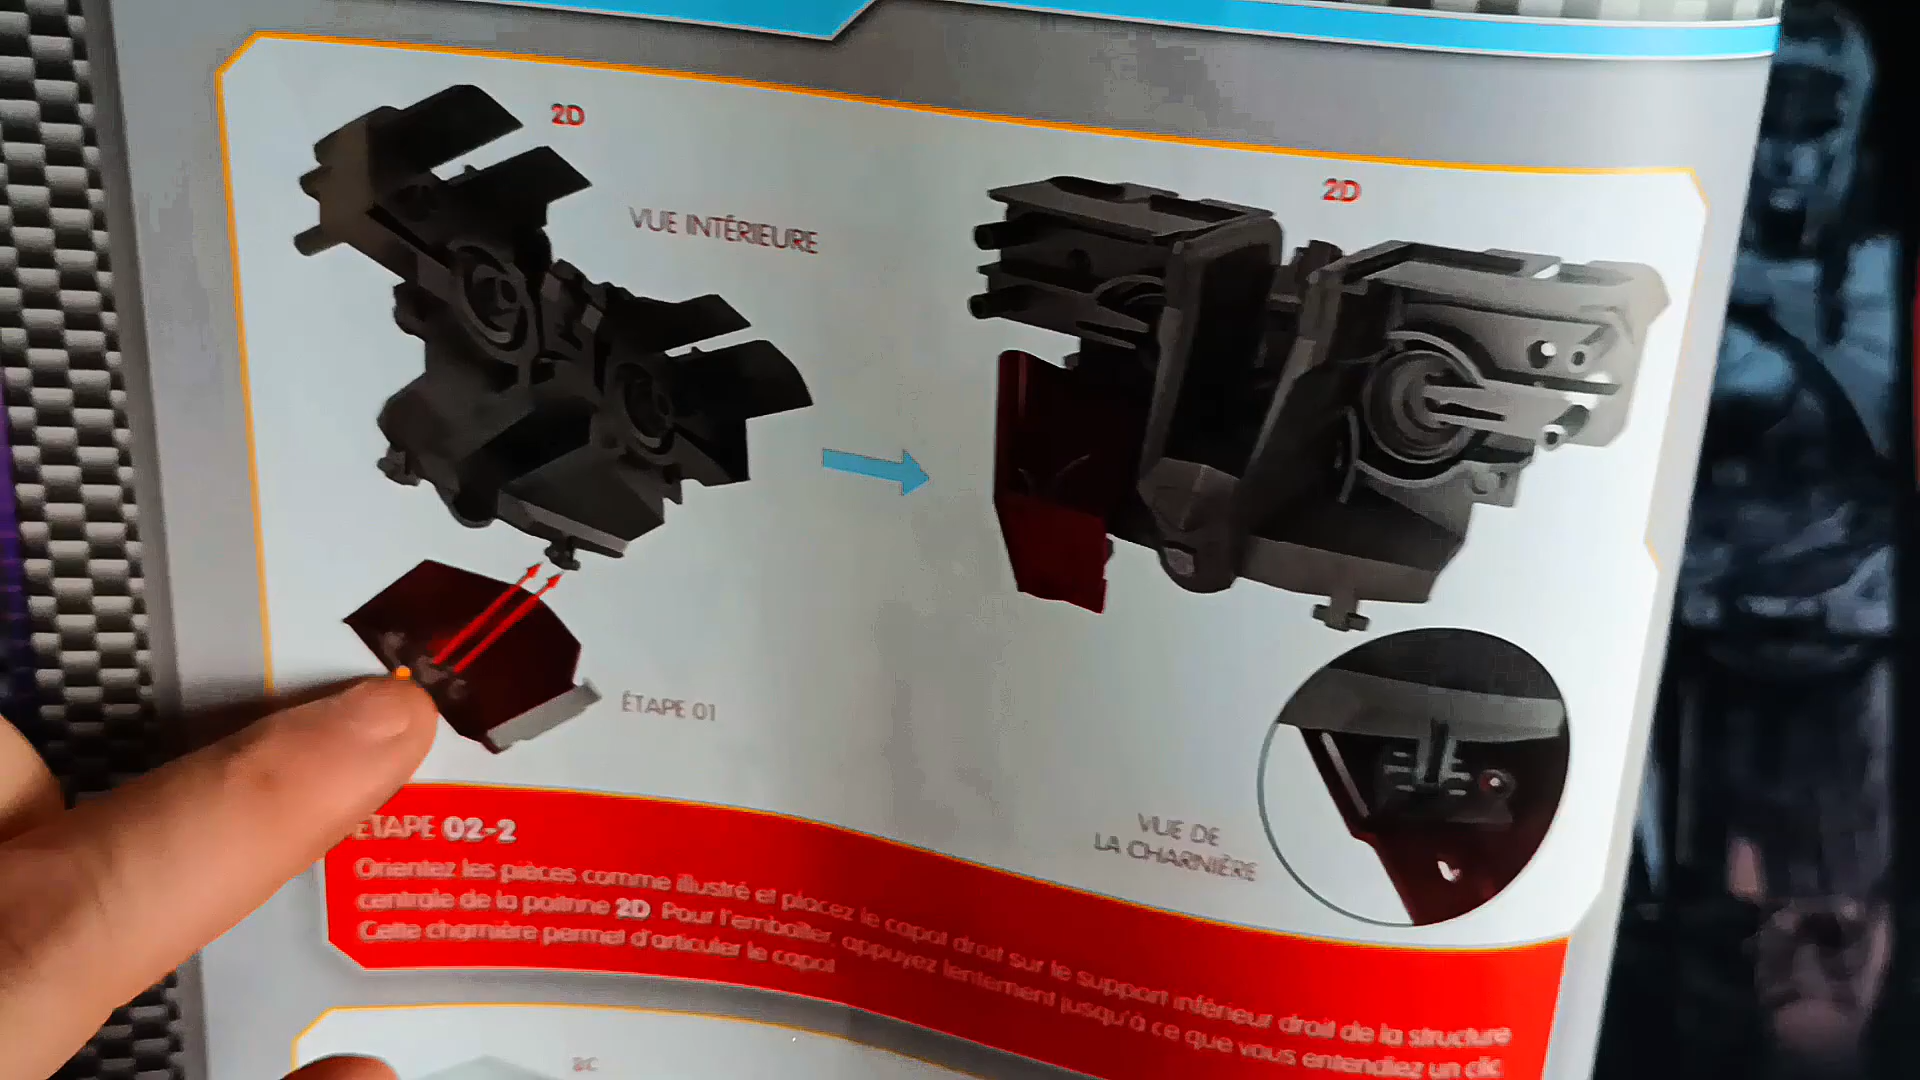 2D
VUE INTÉRIEURE
2D
ÉTAPE 01
VUE DE
LA CHARNIÈRE
ÉTAPE 02-2
Orientez les pièces comme illustré et placez le capot droit sur le support inférieur droit de la structure
centrale de la poitrine 2D. Pour l'emboîter, appuyez lentement jusqu'à ce que vous entendiez un clic.
Cette charnière permet d'articuler le capot.
2C